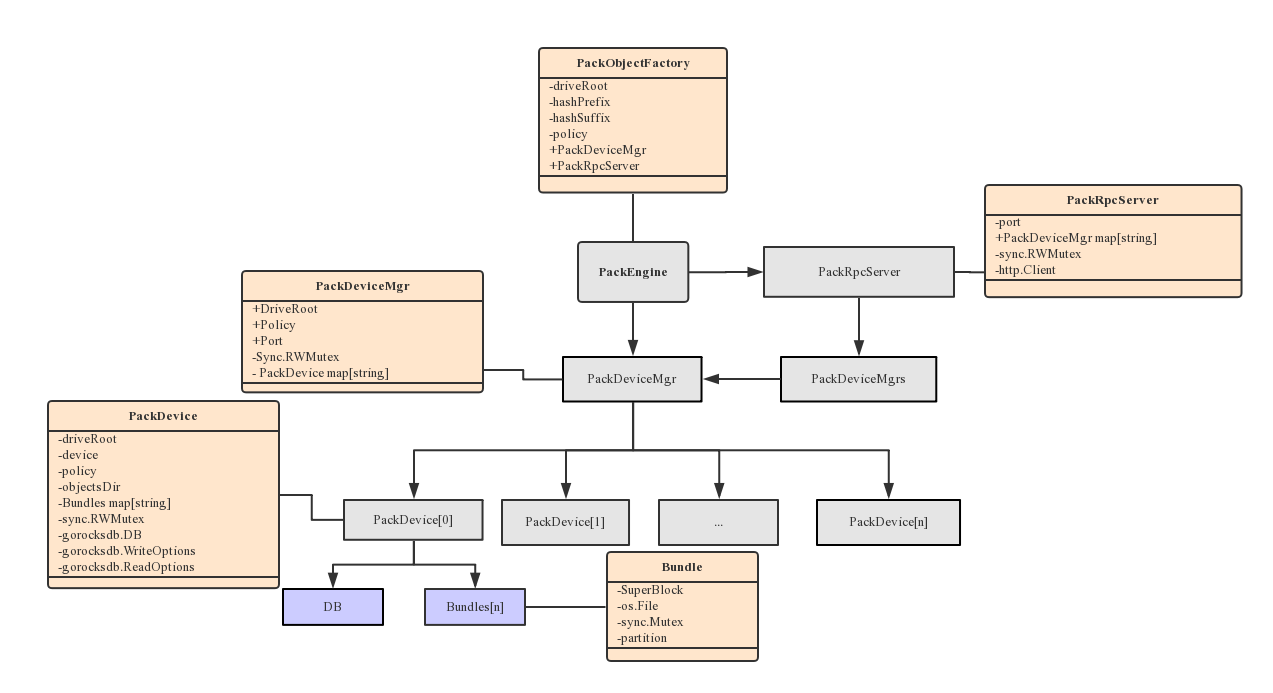 PackObjectFactory
-driveRoot
-hashPrefix
-hashSuffix
-policy
+PackDeviceMgr
+PackRpcServer
PackRpcServer
-port
+PackDeviceMgr map[string]
-sync.RWMutex
-http.Client
PackEngine
PackRpcServer
PackDeviceMgr
+DriveRoot
+Policy
+Port
-Sync.RWMutex
- PackDevice map[string]
PackDeviceMgr
PackDeviceMgrs
PackDevice
-driveRoot
-device
-policy
-objectsDir
-Bundles map[string]
-sync.RWMutex
-gorocksdb.DB
-gorocksdb.WriteOptions
-gorocksdb.ReadOptions
PackDevice[0]
PackDevice[1]
...
PackDevice[n]
DB
Bundles[n]
Bundle
-SuperBlock
-os.File
-sync.Mutex
-partition